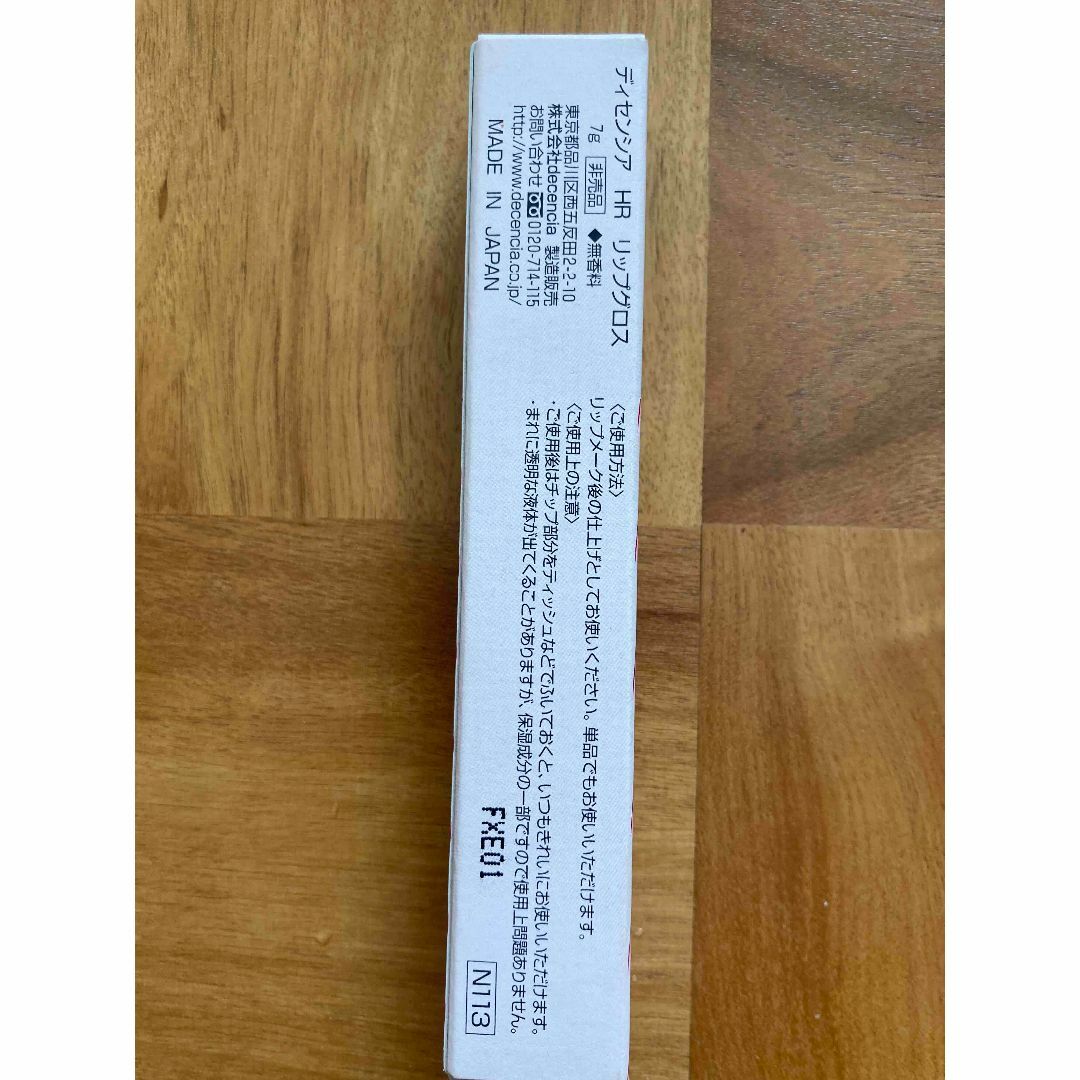 ディセンシア HR リップグロス
7g 非売品 ◆無香料
東京都品川区西五反田2-2-10
株式会社decencia 製造販売
お問い合わせ 0120-714-115
http://www.decencia.co.jp/
MADE IN JAPAN
〈ご使用方法〉
リップメーク後の仕上げとしてお使いください。単品でもお使いいただけます。
〈ご使用上の注意〉
・ご使用後はチップ部分をティッシュなどでふいておくと、いつもきれいにお使いいただけます。
・まれに透明な液体が出てくることがありますが、保湿成分の一部ですので使用上問題ありません。
FXE01
N113